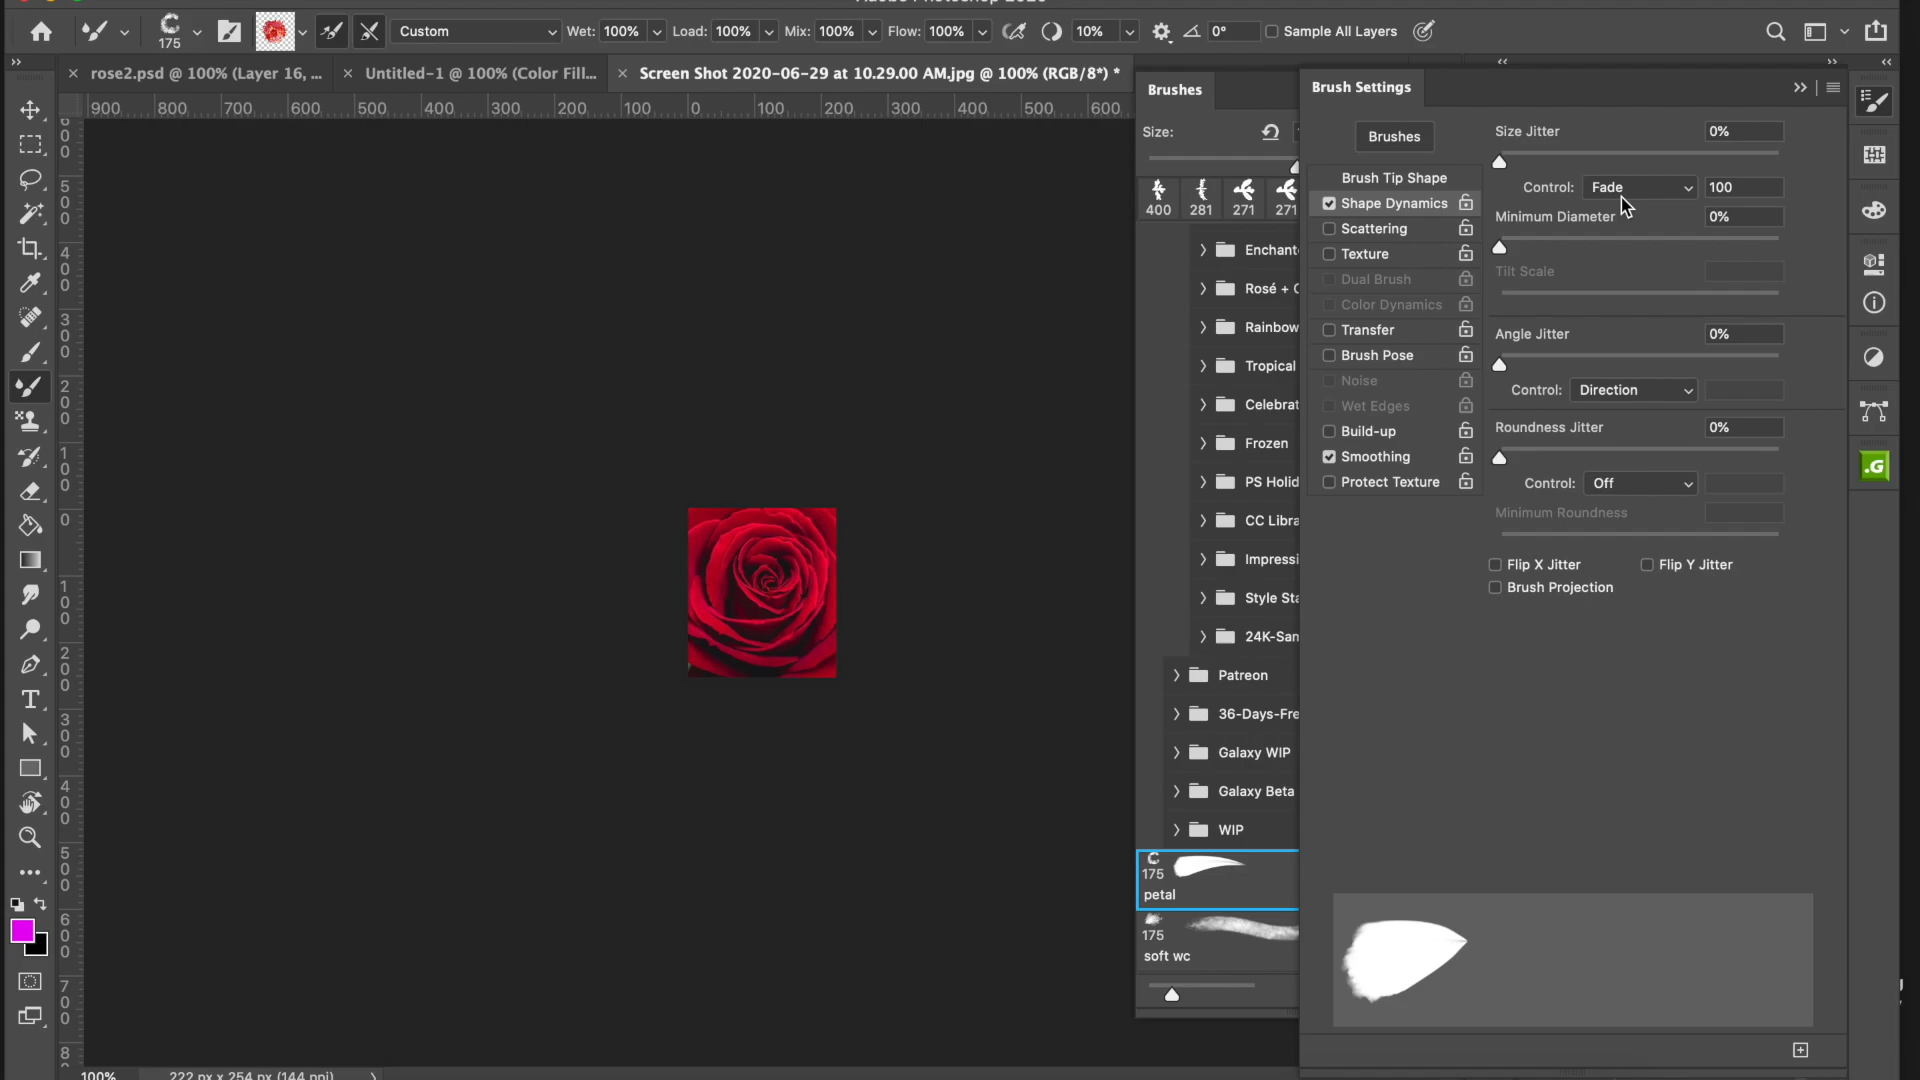 175
Custom
Wet: 100%
Load: 100%
Mix: 100%
Flow: 100%
10%
0°
Sample All Layers
rose2.psd @ 100% (Layer 16, ...
Untitled-1 @ 100% (Color Fill...
Screen Shot 2020-06-29 at 10.29.00 AM.jpg @ 100% (RGB/8*) *
900 800 700 600 500 400 300 200 100 0 100 200 300 400 500 600
Brushes
Size:
400 281 271 271
Enchant
Rosé + C
Rainbow
Tropical
Celebrat
Frozen
PS Holid
CC Libra
Impressi
Style Sta
24K-San
Patreon
36-Days-Fre
Galaxy WIP
Galaxy Beta
WIP
175
petal
175
soft wc
Brush Settings
Brushes
Brush Tip Shape
Shape Dynamics
Scattering
Texture
Dual Brush
Color Dynamics
Transfer
Brush Pose
Noise
Wet Edges
Build-up
Smoothing
Protect Texture
Size Jitter 0%
Control: Fade 100
Minimum Diameter 0%
Tilt Scale
Angle Jitter 0%
Control: Direction
Roundness Jitter 0%
Control: Off
Minimum Roundness
Flip X Jitter Flip Y Jitter
Brush Projection
.G
100%
222 px x 254 px (144 ppi)